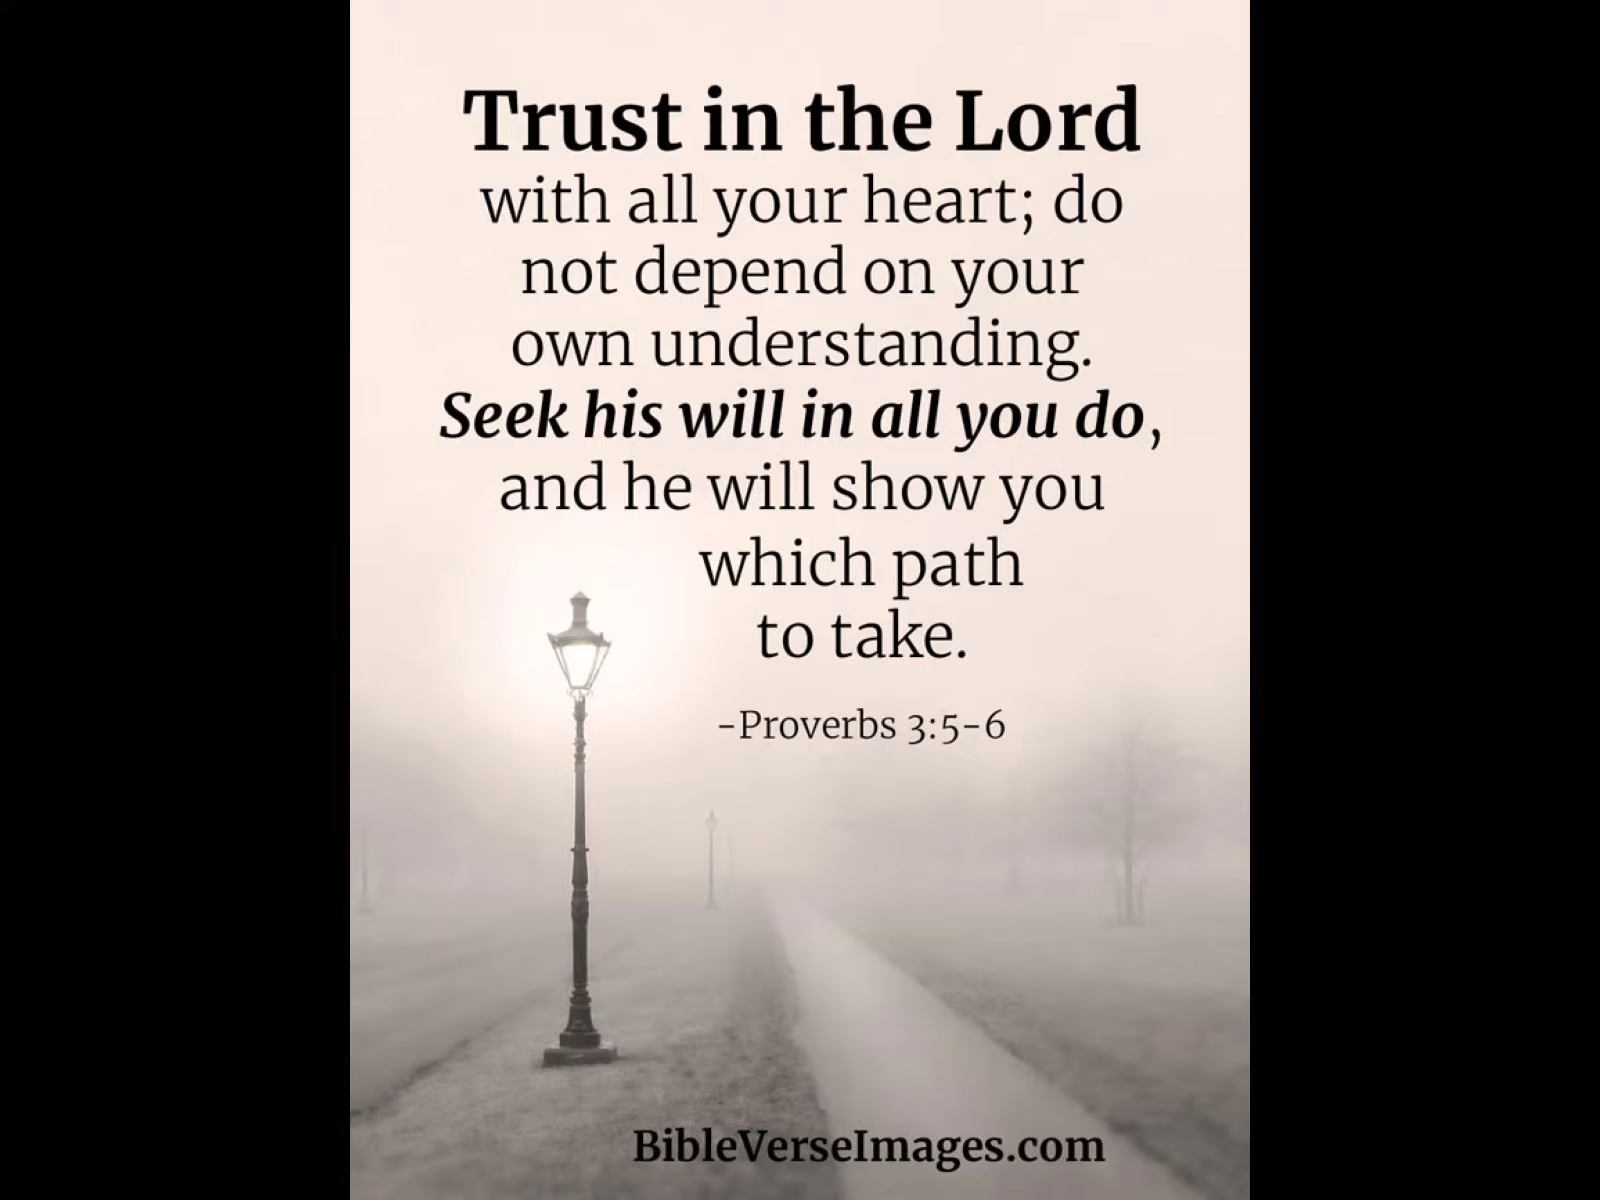 Trust in the Lord
with all your heart; do
not depend on your
own understanding.
Seek his will in all you do,
and he will show you
which path
to take.
-Proverbs 3:5-6
BibleVerseImages.com